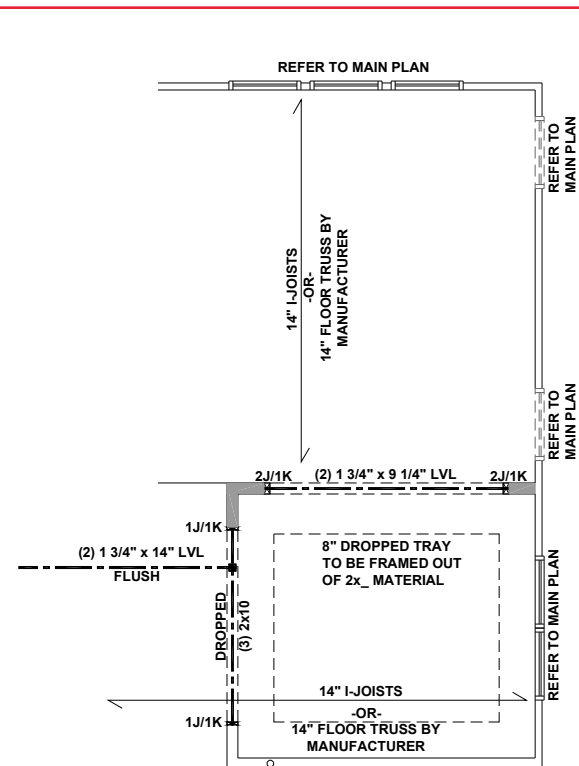 REFER TO MAIN PLAN
REFER TO
MAIN PLAN
14" I-JOISTS
-OR-
14" FLOOR TRUSS BY
MANUFACTURER
REFER TO
MAIN PLAN
2J/1K
(2) 1 3/4" x 9 1/4" LVL
2J/1K
1J/1K
(2) 1 3/4" x 14" LVL
FLUSH
8" DROPPED TRAY
TO BE FRAMED OUT
OF 2x_ MATERIAL
DROPPED
(3) 2x10
REFER TO MAIN PLAN
14" I-JOISTS
-OR-
14" FLOOR TRUSS BY
MANUFACTURER
1J/1K